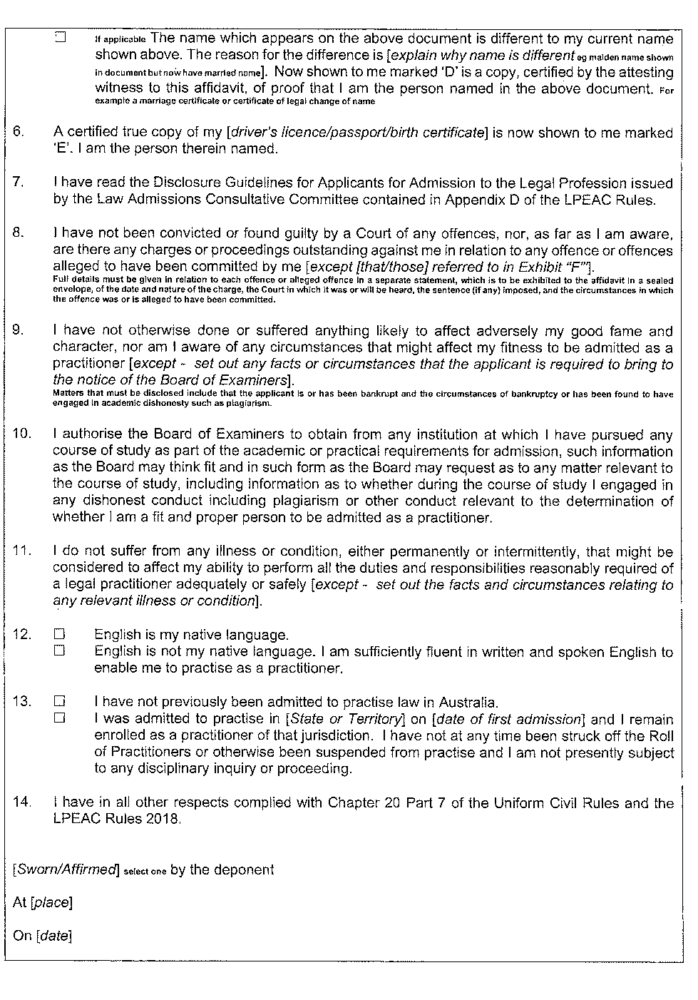 ☐ If applicable The name which appears on the above document is different to my current name
shown above. The reason for the difference is [explain why name is different eg maiden name shown
in document but now have married name]. Now shown to me marked 'D' is a copy, certified by the attesting
witness to this affidavit, of proof that I am the person named in the above document. For
example a marriage certificate or certificate of legal change of name
6. A certified true copy of my [driver's licence/passport/birth certificate] is now shown to me marked
'E'. I am the person therein named.
7. I have read the Disclosure Guidelines for Applicants for Admission to the Legal Profession issued
by the Law Admissions Consultative Committee contained in Appendix D of the LPEAC Rules.
8. I have not been convicted or found guilty by a Court of any offences, nor, as far as I am aware,
are there any charges or proceedings outstanding against me in relation to any offence or offences
alleged to have been committed by me [except [that/those] referred to in Exhibit "F"].
Full details must be given in relation to each offence or alleged offence in a separate statement, which is to be exhibited to the affidavit in a sealed
envelope, of the date and nature of the charge, the Court in which it was or will be heard, the sentence (if any) imposed, and the circumstances in which
the offence was or is alleged to have been committed.
9. I have not otherwise done or suffered anything likely to affect adversely my good fame and
character, nor am I aware of any circumstances that might affect my fitness to be admitted as a
practitioner [except - set out any facts or circumstances that the applicant is required to bring to
the notice of the Board of Examiners].
Matters that must be disclosed include that the applicant is or has been bankrupt and the circumstances of bankruptcy or has been found to have
engaged in academic dishonesty such as plagiarism.
10. I authorise the Board of Examiners to obtain from any institution at which I have pursued any
course of study as part of the academic or practical requirements for admission, such information
as the Board may think fit and in such form as the Board may request as to any matter relevant to
the course of study, including information as to whether during the course of study I engaged in
any dishonest conduct including plagiarism or other conduct relevant to the determination of
whether I am a fit and proper person to be admitted as a practitioner.
11. I do not suffer from any illness or condition, either permanently or intermittently, that might be
considered to affect my ability to perform all the duties and responsibilities reasonably required of
a legal practitioner adequately or safely [except - set out the facts and circumstances relating to
any relevant illness or condition].
12. ☐ English is my native language.
☐ English is not my native language. I am sufficiently fluent in written and spoken English to
enable me to practise as a practitioner.
13. ☐ I have not previously been admitted to practise law in Australia.
☐ I was admitted to practise in [State or Territory] on [date of first admission] and I remain
enrolled as a practitioner of that jurisdiction. I have not at any time been struck off the Roll
of Practitioners or otherwise been suspended from practise and I am not presently subject
to any disciplinary inquiry or proceeding.
14. I have in all other respects complied with Chapter 20 Part 7 of the Uniform Civil Rules and the
LPEAC Rules 2018.
[Sworn/Affirmed] select one by the deponent
At [place]
On [date]